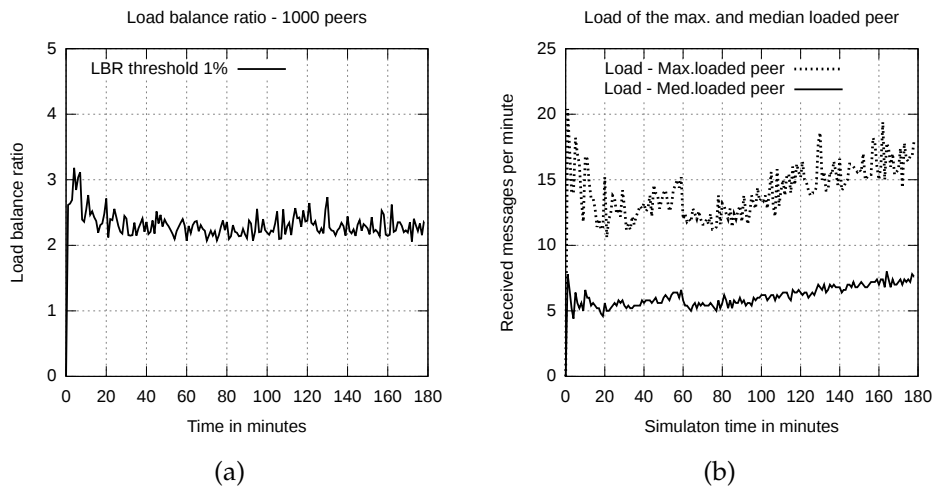 Load balance ratio - 1000 peers
5
4
3
2
1
0
LBR threshold 1%
Load balance ratio
0 20 40 60 80 100 120 140 160 180
Time in minutes
(a)
Load of the max. and median loaded peer
25
20
15
10
5
0
Load - Max.loaded peer
Load - Med.loaded peer
Received messages per minute
0 20 40 60 80 100 120 140 160 180
Simulaton time in minutes
(b)